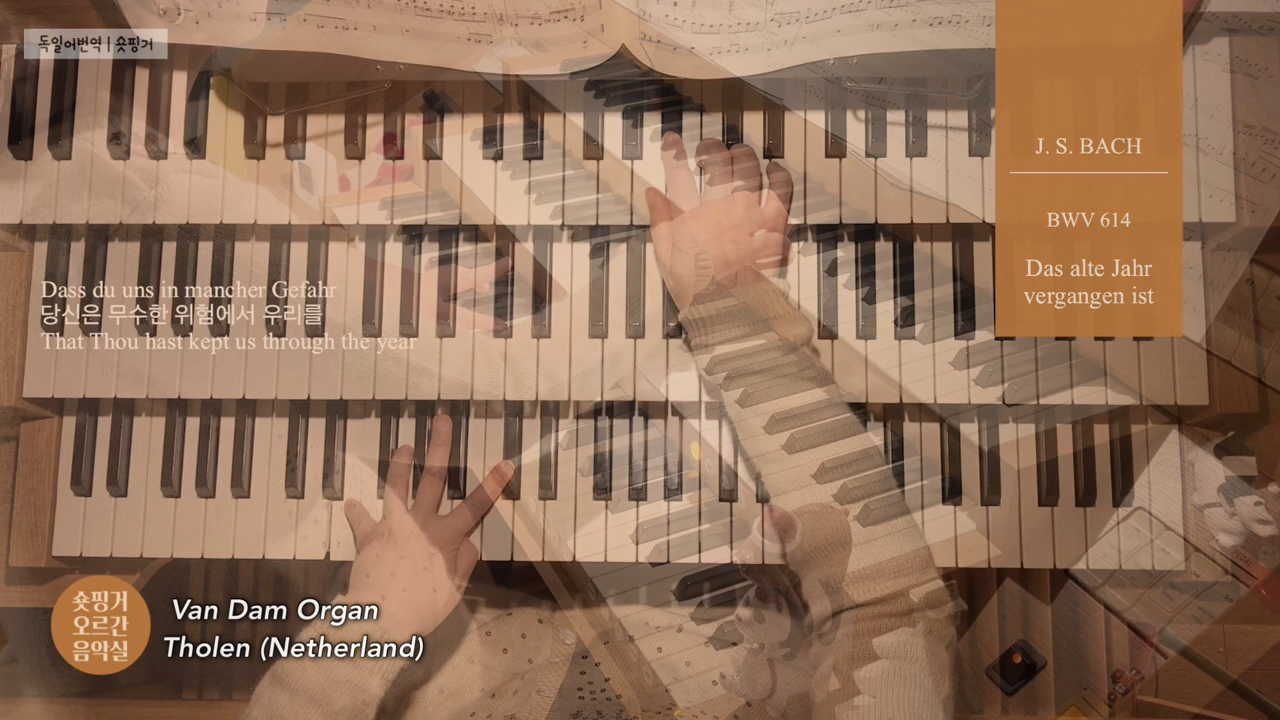 독일어번역 | 숏핑거
J. S. BACH
BWV 614
Das alte Jahr
vergangen ist
Dass du uns in mancher Gefahr
당신은 무수한 위험에서 우리를
That Thou hast kept us through the year
숏핑거
오르간
음악실
Van Dam Organ
Tholen (Netherland)